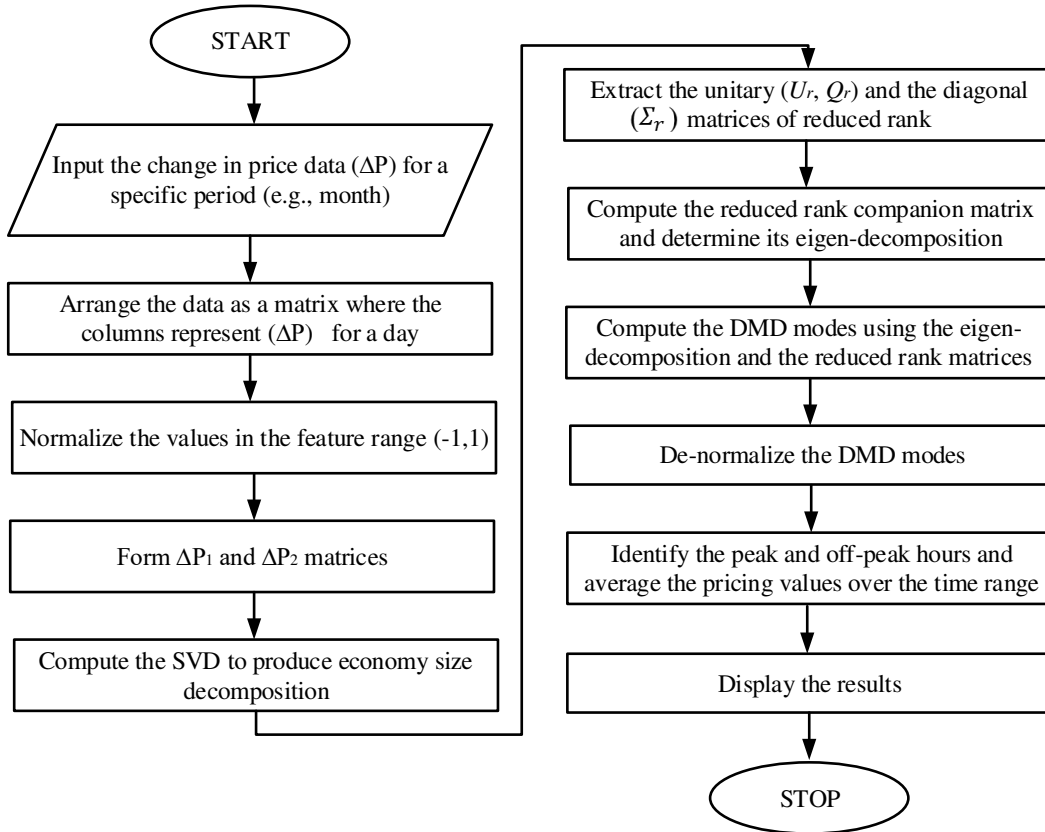 START
Input the change in price data (ΔP) for a
specific period (e.g., month)
Arrange the data as a matrix where the
columns represent (ΔP) for a day
Normalize the values in the feature range (-1,1)
Form ΔP₁ and ΔP₂ matrices
Compute the SVD to produce economy size
decomposition
Extract the unitary (Uᵣ, Qᵣ) and the diagonal
(Σᵣ) matrices of reduced rank
Compute the reduced rank companion matrix
and determine its eigen-decomposition
Compute the DMD modes using the eigen-
decomposition and the reduced rank matrices
De-normalize the DMD modes
Identify the peak and off-peak hours and
average the pricing values over the time range
Display the results
STOP